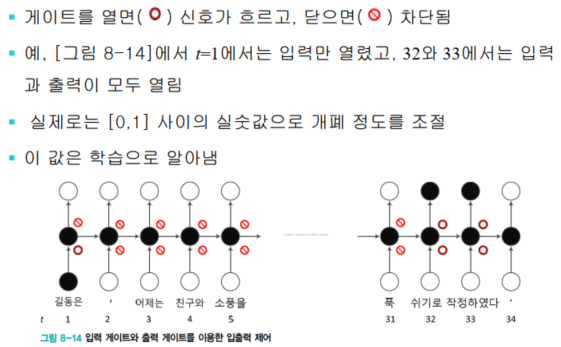 ▪ 게이트를 열면( ) 신호가 흐르고, 닫으면( ) 차단됨
▪ 예, [그림 8-14]에서 t=1에서는 입력만 열렸고, 32와 33에서는 입력
과 출력이 모두 열림
▪ 실제로는 [0,1] 사이의 실숫값으로 개폐 정도를 조절
▪ 이 값은 학습으로 알아냄
길동은 , 어제는 친구와 소풍을 푹 쉬기로 작정하였다 .
t 1 2 3 4 5 31 32 33 34
그림 8-14 입력 게이트와 출력 게이트를 이용한 입출력 제어